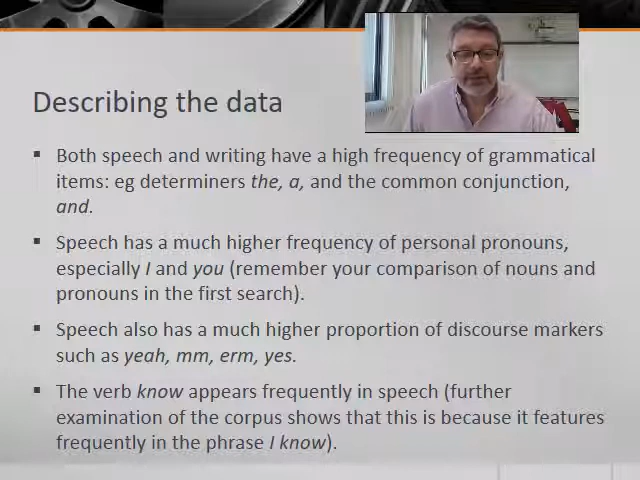 Describing the data
▪ Both speech and writing have a high frequency of grammatical
items: eg determiners the, a, and the common conjunction,
and.
▪ Speech has a much higher frequency of personal pronouns,
especially I and you (remember your comparison of nouns and
pronouns in the first search).
▪ Speech also has a much higher proportion of discourse markers
such as yeah, mm, erm, yes.
▪ The verb know appears frequently in speech (further
examination of the corpus shows that this is because it features
frequently in the phrase I know).